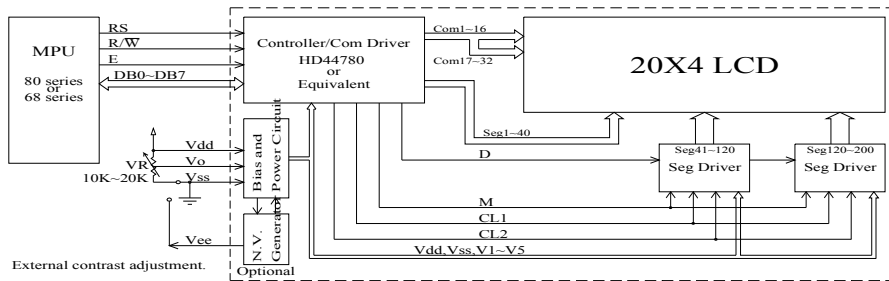 MPU
80 series
or
68 series
RS
R/W̅
E
DB0~DB7
Controller/Com Driver
HD44780
or
Equivalent
Com1~16
Com17~32
20X4 LCD
Seg1~40
Seg41~120
Seg Driver
Seg120~200
Seg Driver
D
M
CL1
CL2
Vdd,Vss,V1~V5
Vdd
Vo
Vss
VR
10K~20K
Bias and
Power Circuit
N.V.
Generator
Optional
Vee
External contrast adjustment.